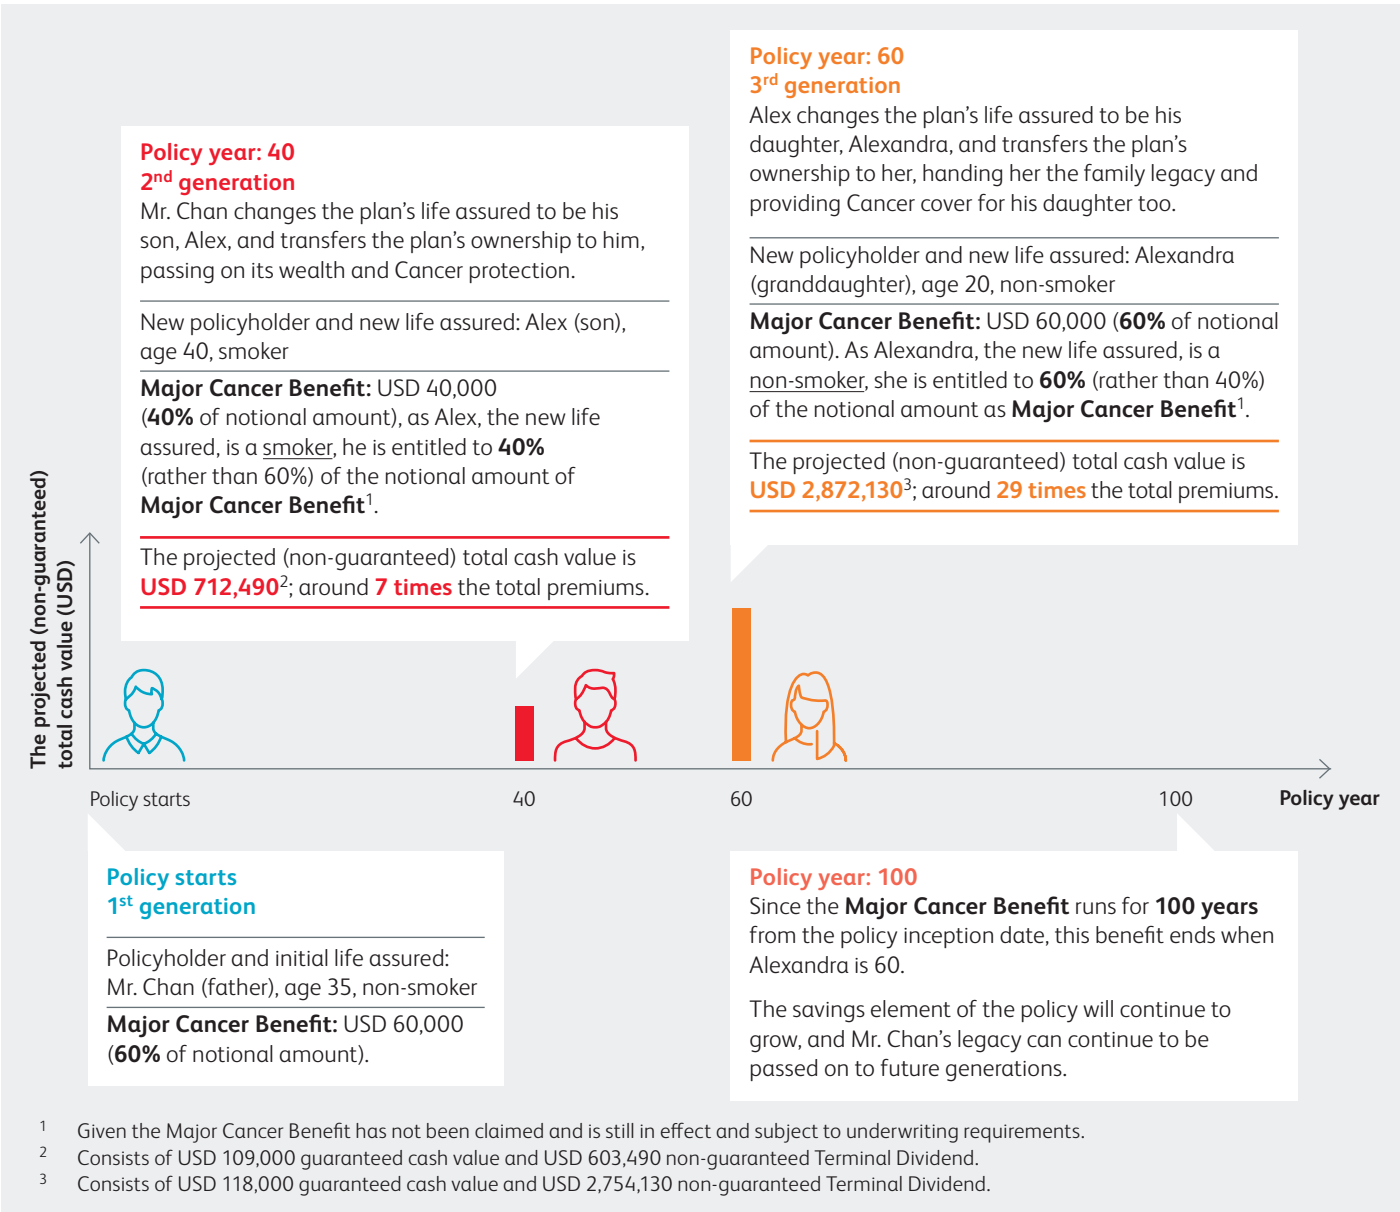 Policy year: 60
3rd generation
Alex changes the plan’s life assured to be his
daughter, Alexandra, and transfers the plan’s
ownership to her, handing her the family legacy and
providing Cancer cover for his daughter too.
New policyholder and new life assured: Alexandra
(granddaughter), age 20, non-smoker
Major Cancer Benefit: USD 60,000 (60% of notional
amount). As Alexandra, the new life assured, is a
non-smoker, she is entitled to 60% (rather than 40%)
of the notional amount as Major Cancer Benefit1.
The projected (non-guaranteed) total cash value is
USD 2,872,1303; around 29 times the total premiums.
Policy year: 40
2nd generation
Mr. Chan changes the plan’s life assured to be his
son, Alex, and transfers the plan’s ownership to him,
passing on its wealth and Cancer protection.
New policyholder and new life assured: Alex (son),
age 40, smoker
Major Cancer Benefit: USD 40,000
(40% of notional amount), as Alex, the new life
assured, is a smoker, he is entitled to 40%
(rather than 60%) of the notional amount of
Major Cancer Benefit1.
The projected (non-guaranteed) total cash value is
USD 712,4902; around 7 times the total premiums.
The projected (non-guaranteed)
total cash value (USD)
Policy starts
40
60
100
Policy year
Policy starts
1st generation
Policyholder and initial life assured:
Mr. Chan (father), age 35, non-smoker
Major Cancer Benefit: USD 60,000
(60% of notional amount).
Policy year: 100
Since the Major Cancer Benefit runs for 100 years
from the policy inception date, this benefit ends when
Alexandra is 60.
The savings element of the policy will continue to
grow, and Mr. Chan’s legacy can continue to be
passed on to future generations.
1 Given the Major Cancer Benefit has not been claimed and is still in effect and subject to underwriting requirements.
2 Consists of USD 109,000 guaranteed cash value and USD 603,490 non-guaranteed Terminal Dividend.
3 Consists of USD 118,000 guaranteed cash value and USD 2,754,130 non-guaranteed Terminal Dividend.